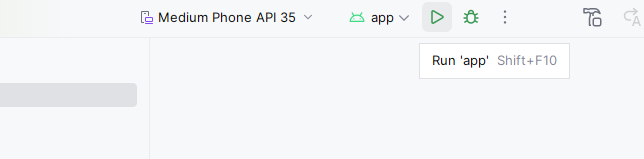 Medium Phone API 35 app
Run 'app' Shift+F10